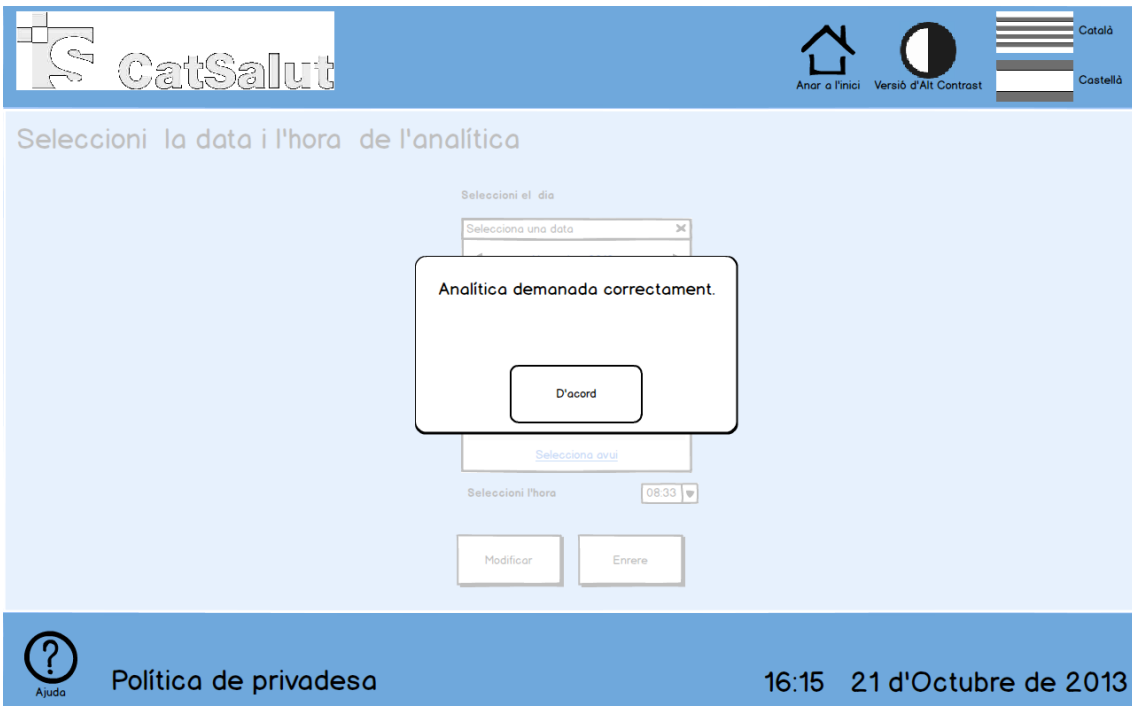 CatSalut
Anar a l'inici
Versió d'Alt Contrast
Català
Castellà
Seleccioni la data i l'hora de l'analítica
Seleccioni el dia
Selecciona una data
Analítica demanada correctament.
D'acord
Selecciona avui
Seleccioni l'hora
08:33
Modificar
Enrere
?
Ajuda
Política de privadesa
16:15 21 d'Octubre de 2013